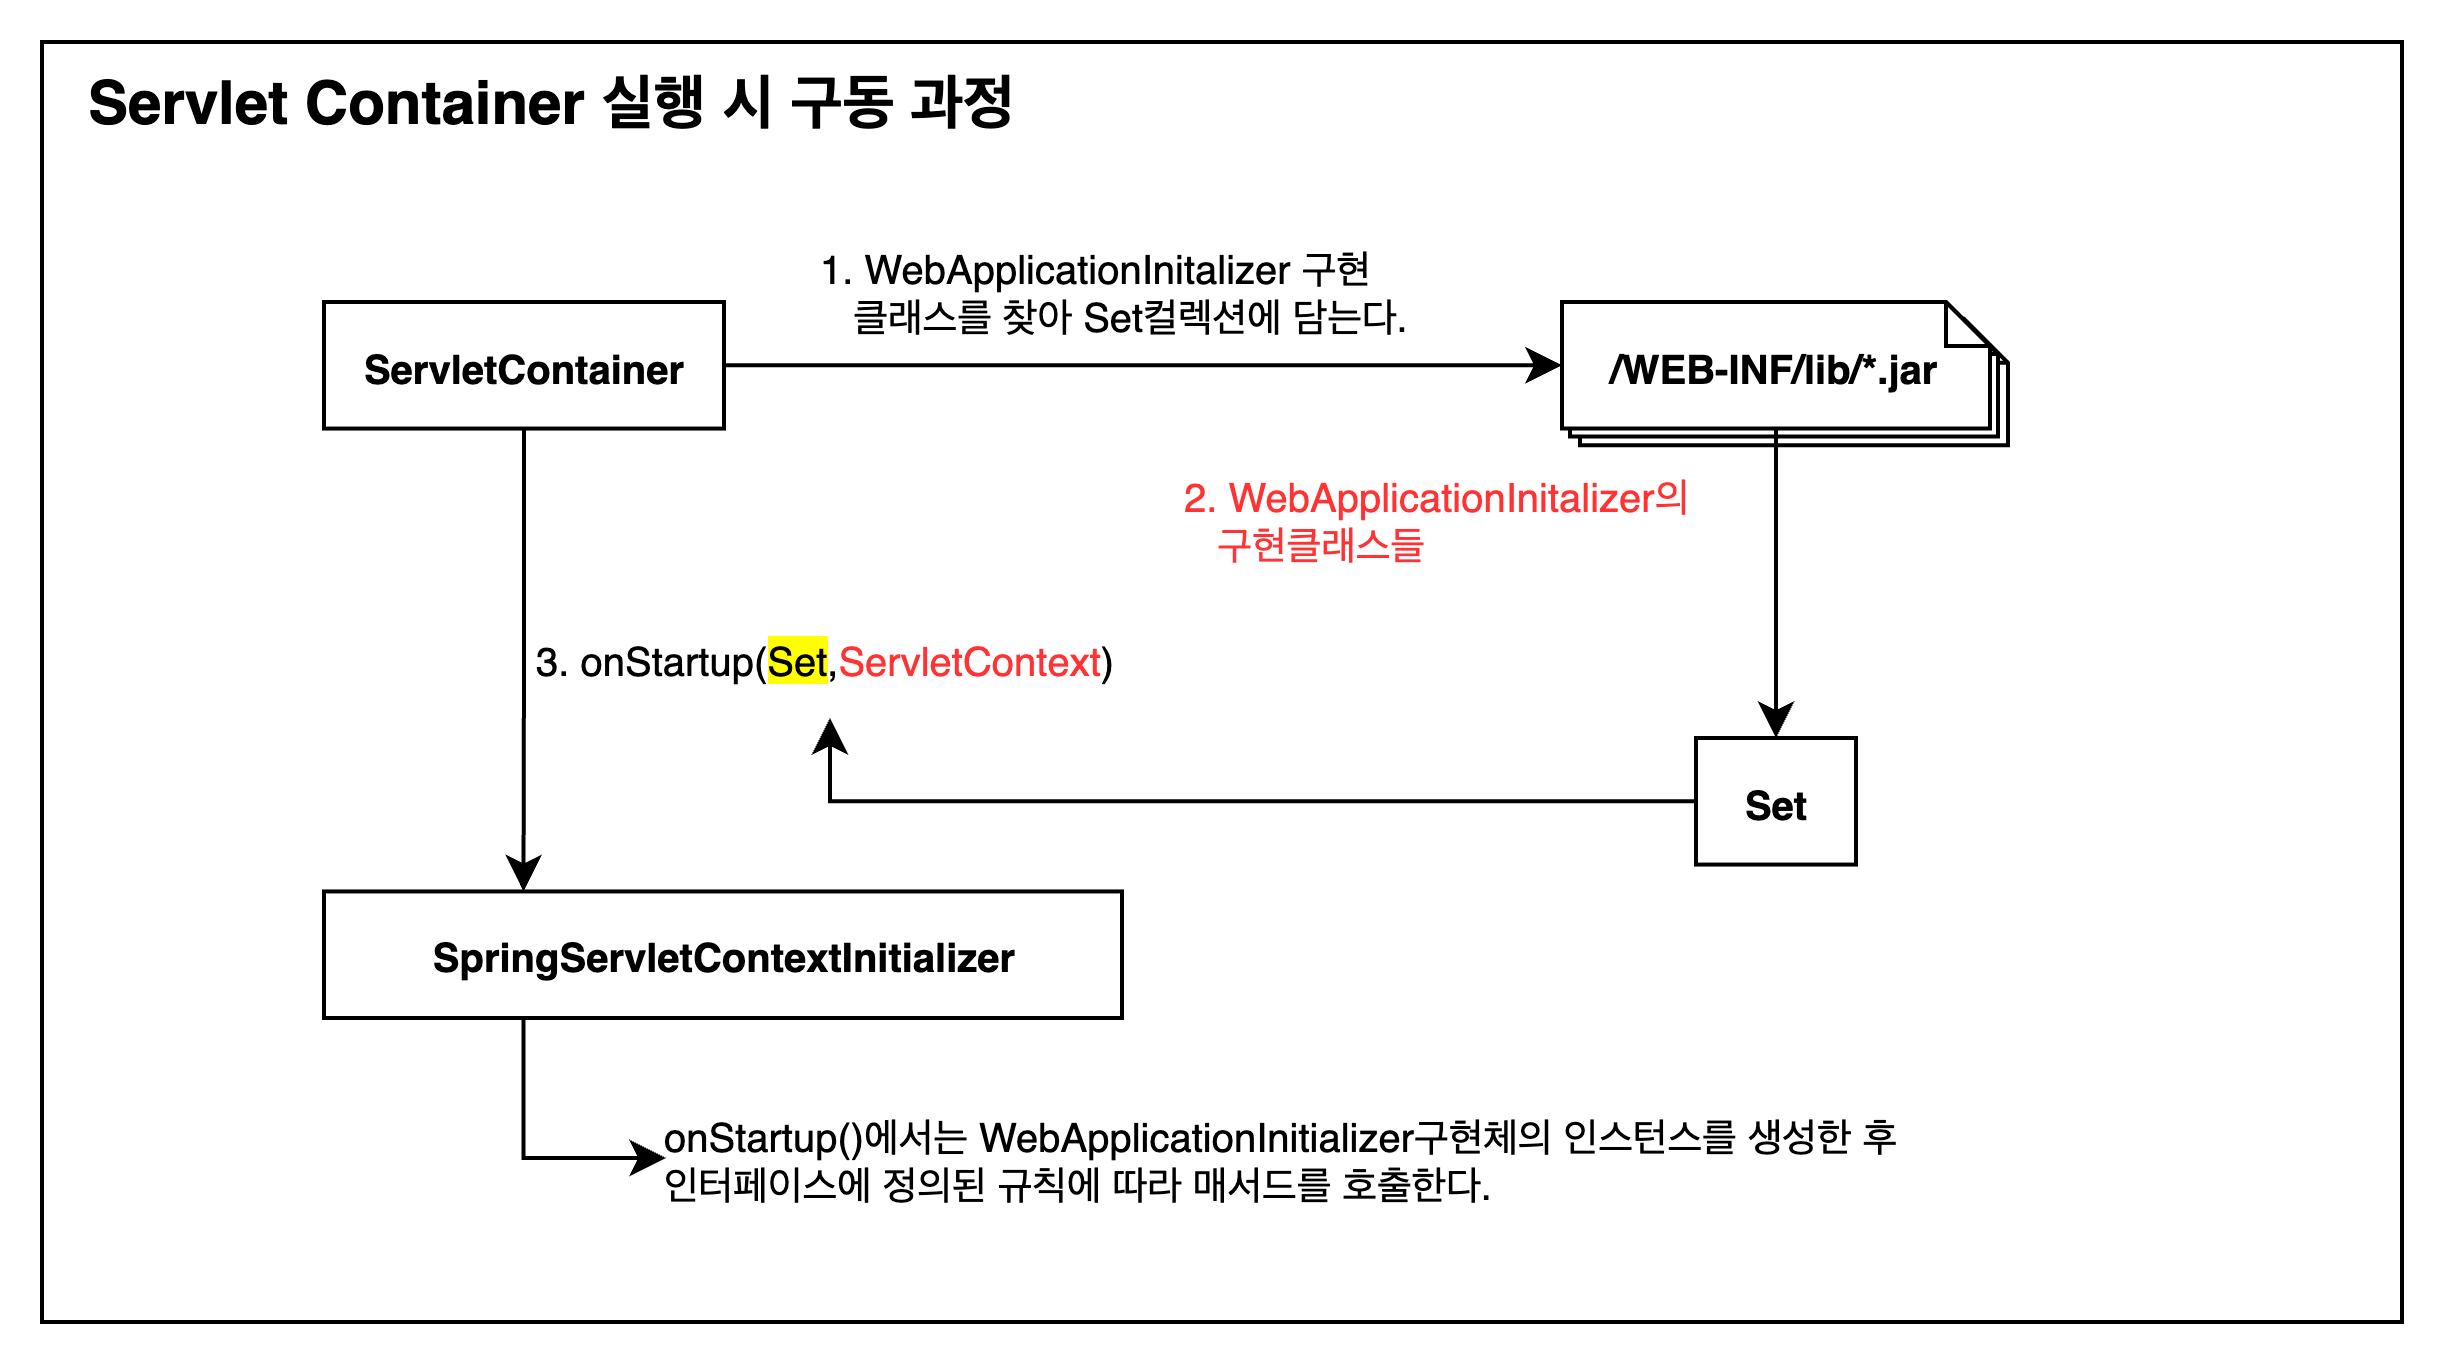 Servlet Container 실행 시 구동 과정
1. WebApplicationInitalizer 구현
클래스를 찾아 Set컬렉션에 담는다.
ServletContainer
/WEB-INF/lib/*.jar
2. WebApplicationInitalizer의
구현클래스들
3. onStartup(Set,ServletContext)
Set
SpringServletContextInitializer
onStartup()에서는 WebApplicationInitializer구현체의 인스턴스를 생성한 후
인터페이스에 정의된 규칙에 따라 매서드를 호출한다.